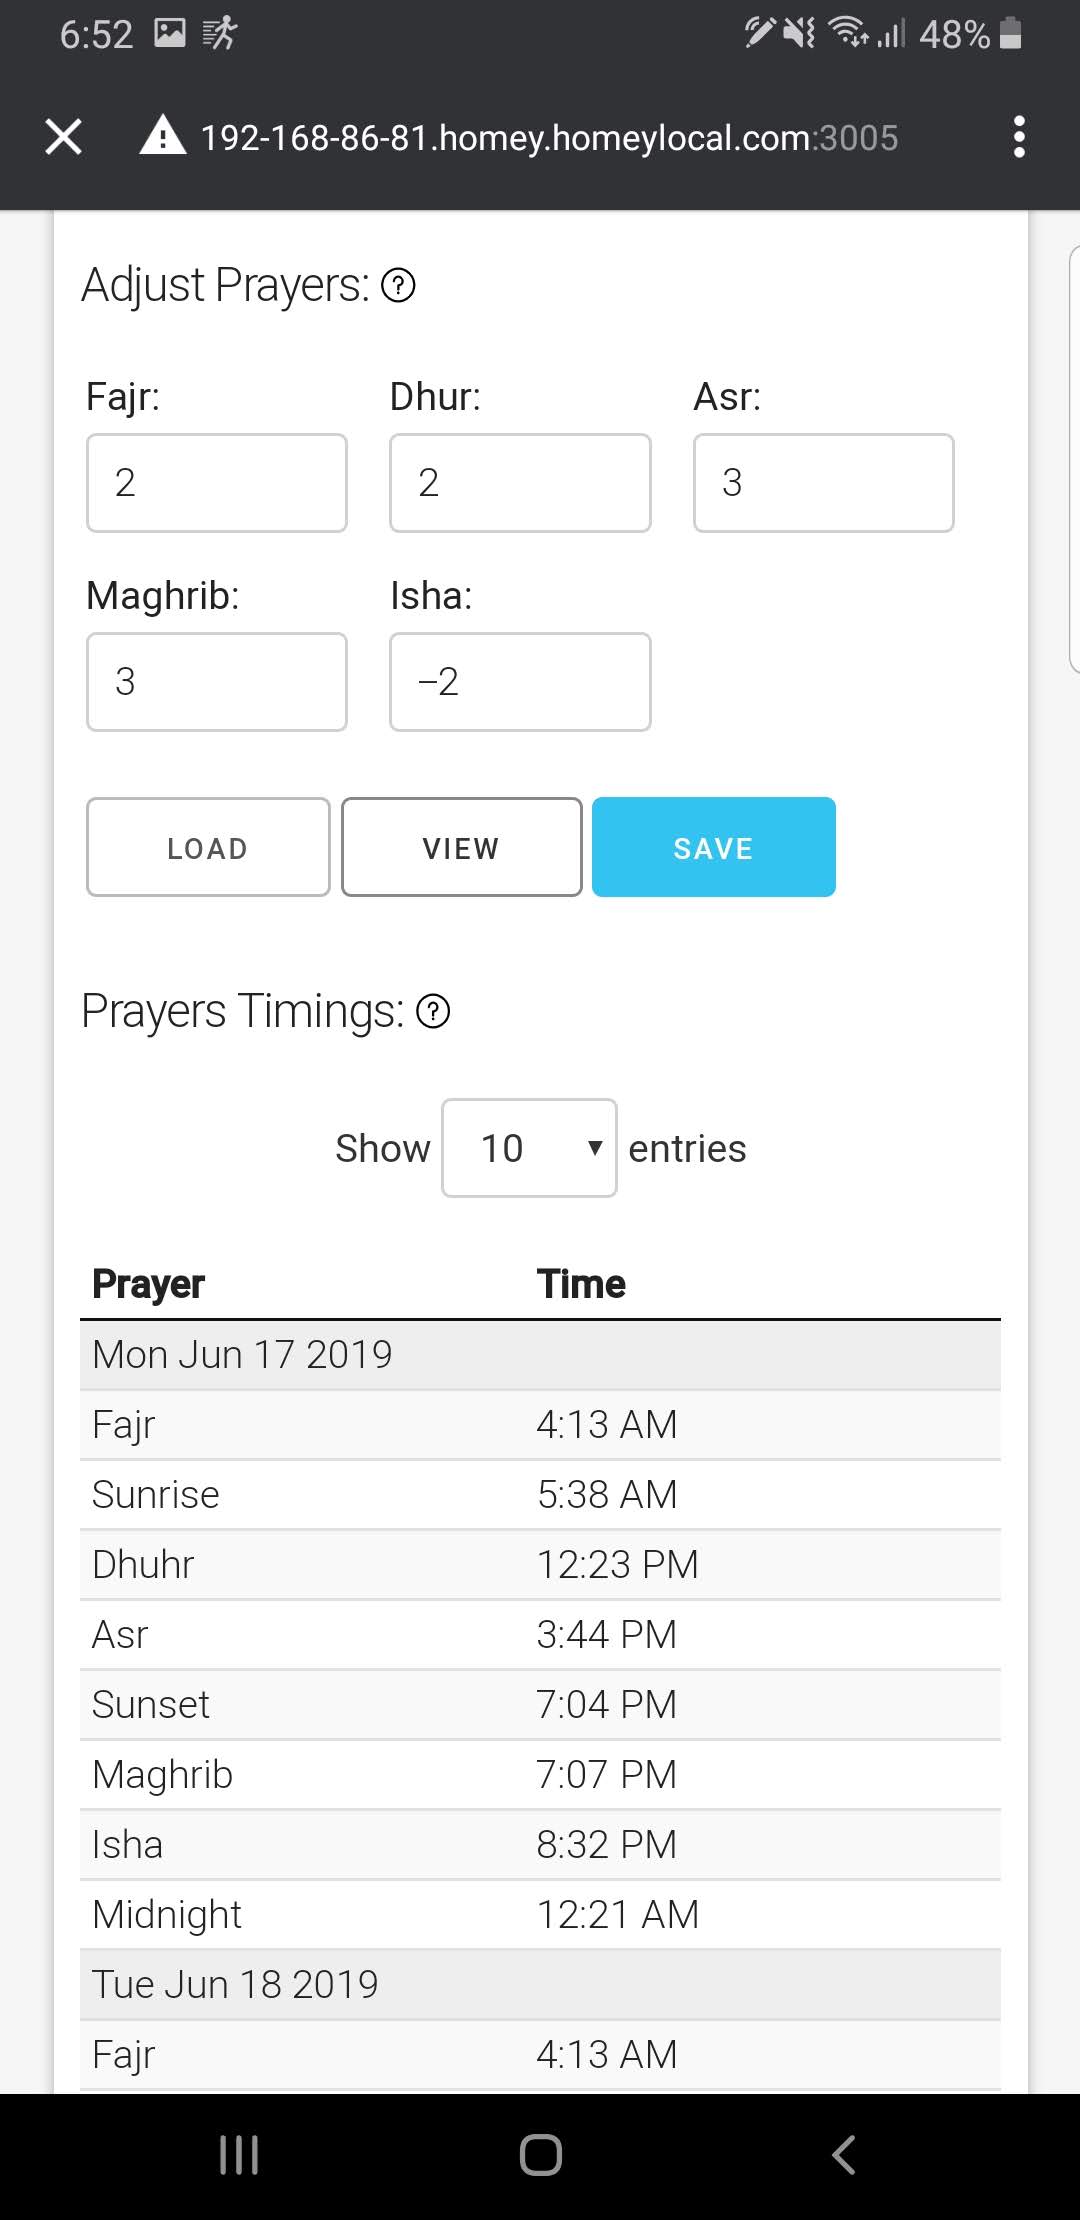 6:52 48%
192-168-86-81.homey.homeylocal.com:3005
Adjust Prayers: ?
Fajr: Dhur: Asr:
2 2 3
Maghrib: Isha:
3 -2
LOAD VIEW SAVE
Prayers Timings: ?
Show 10 entries
Prayer Time
Mon Jun 17 2019
Fajr 4:13 AM
Sunrise 5:38 AM
Dhuhr 12:23 PM
Asr 3:44 PM
Sunset 7:04 PM
Maghrib 7:07 PM
Isha 8:32 PM
Midnight 12:21 AM
Tue Jun 18 2019
Fajr 4:13 AM